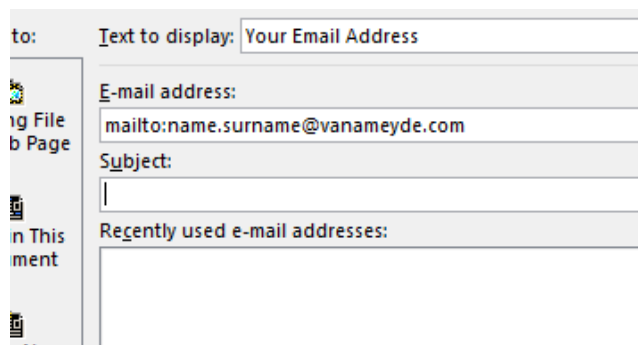 to:
Text to display: Your Email Address
E-mail address:
ng File
mailto:name.surname@vanameyde.com
b Page
Subject:
in This
Recently used e-mail addresses:
ment